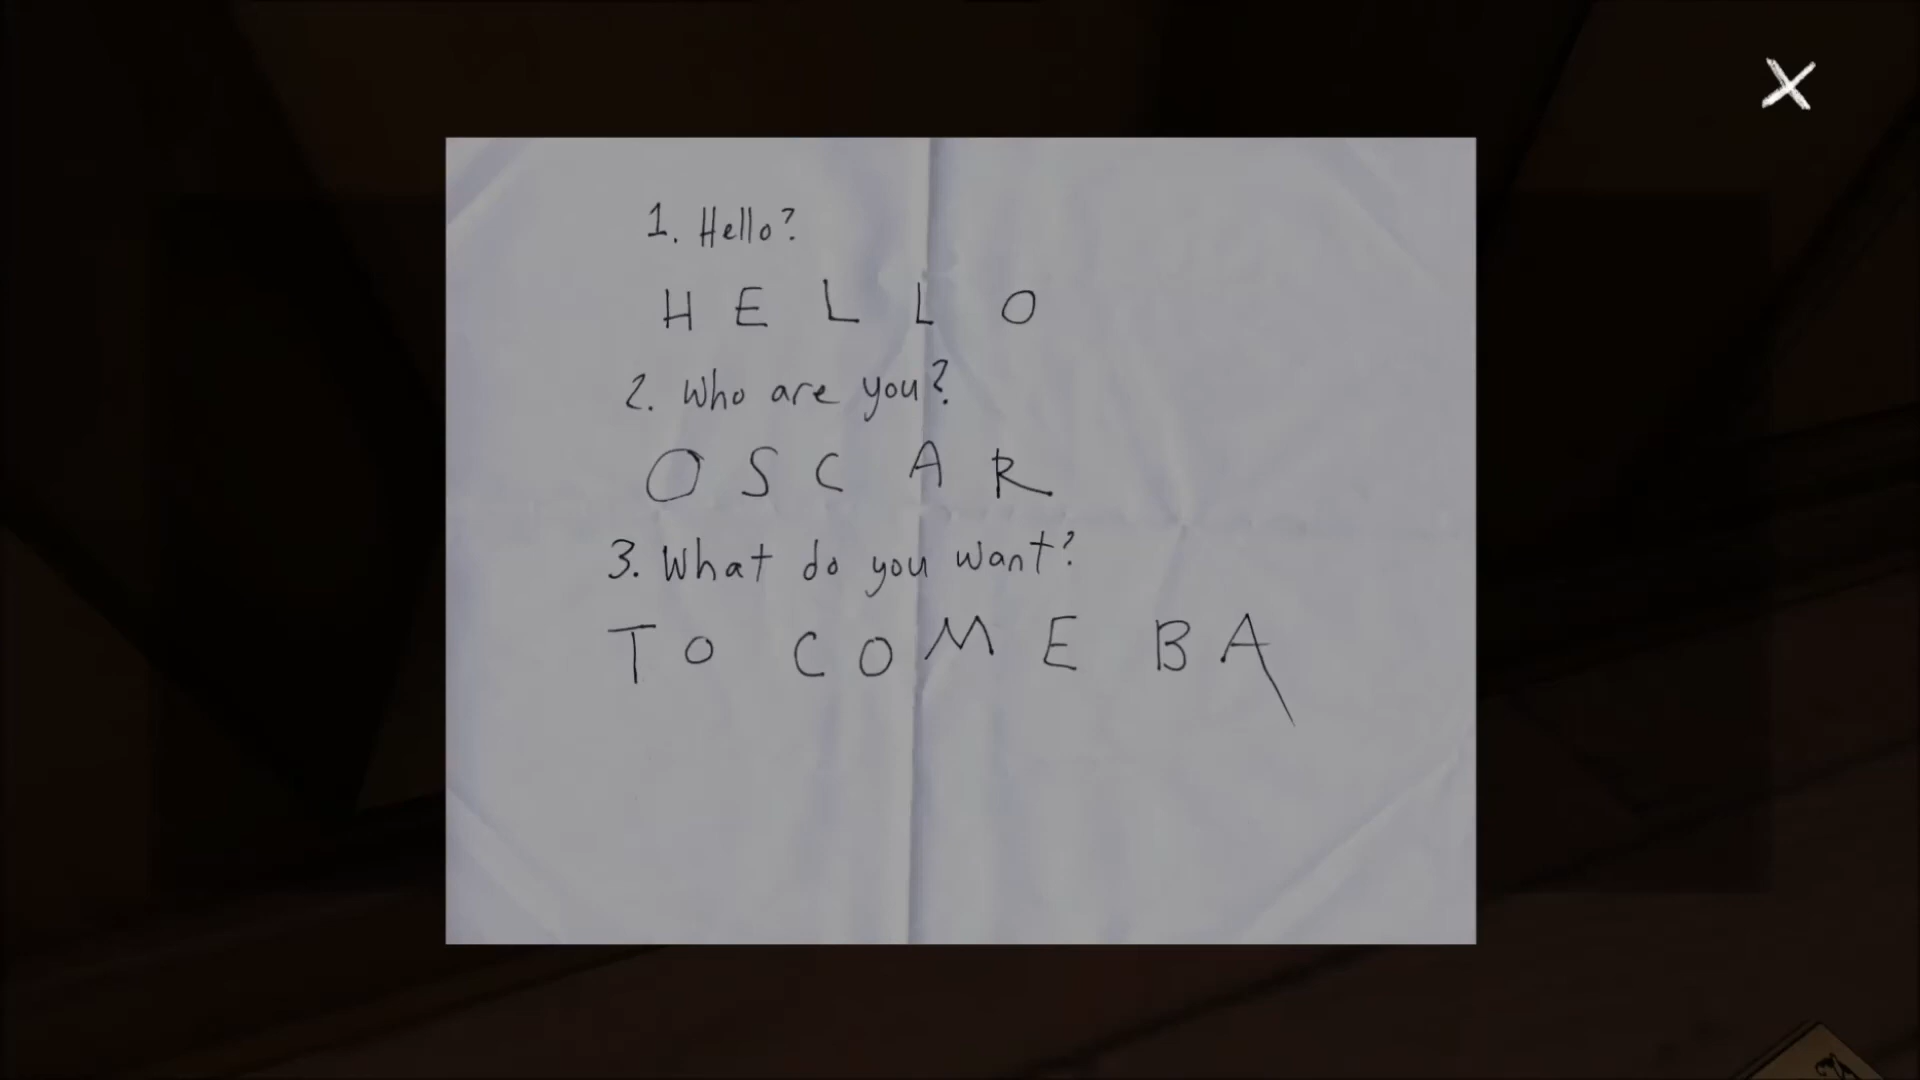 1. Hello?
H E L L O
2. Who are you?
O S C A R
3. What do you want?
T O C O M E B A